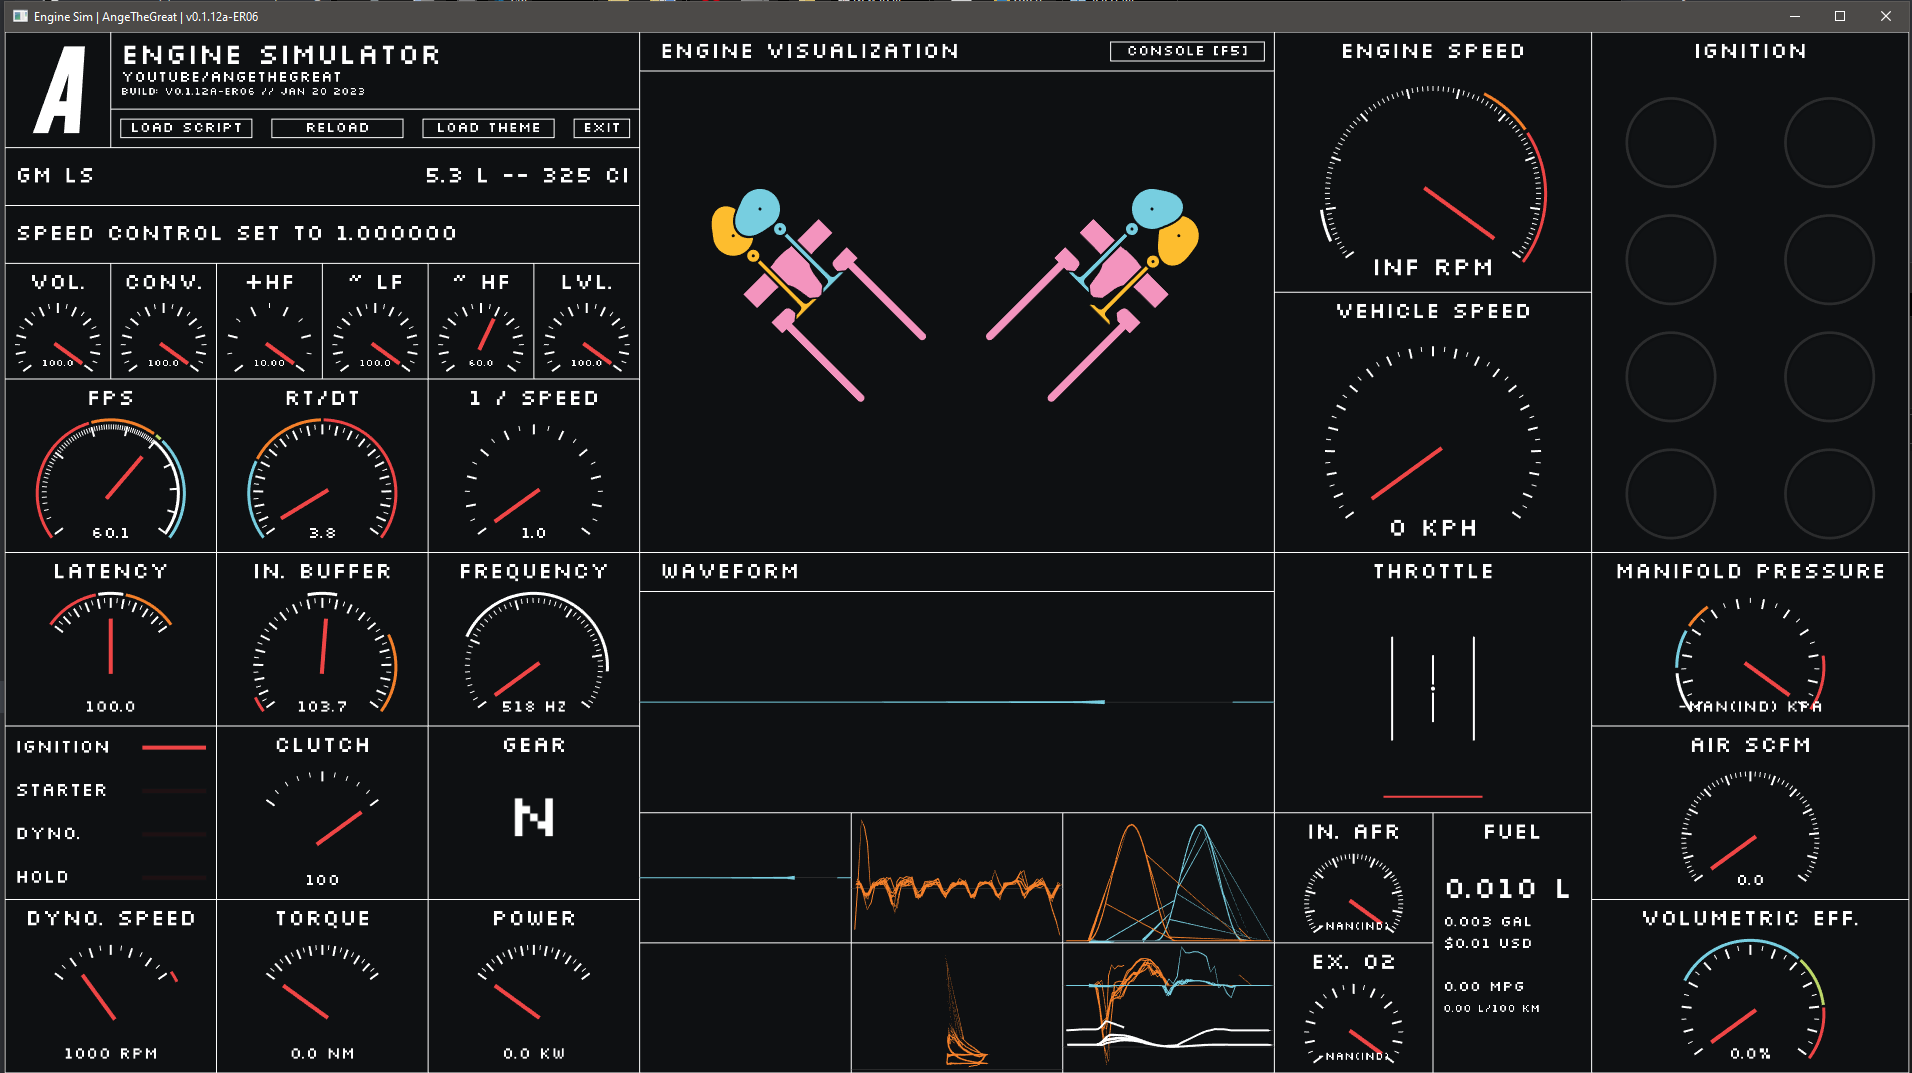 Engine Sim | AngeTheGreat | v0.1.12a-ER06
A
ENGINE SIMULATOR
YOUTUBE/ANGETHEGREAT
BUILD: V0.1.12A-ER06 // JAN 20 2023
LOAD SCRIPT RELOAD LOAD THEME EXIT
GM LS 5.3 L -- 325 CI
SPEED CONTROL SET TO 1.000000
VOL. CONV. +HF ~ LF ~ HF LVL.
100.0 100.0 10.00 100.0 60.0 100.0
FPS RT/DT 1 / SPEED
60.1 3.8 1.0
LATENCY IN. BUFFER FREQUENCY
100.0 103.7 518 HZ
IGNITION
STARTER
DYNO.
HOLD
CLUTCH
100
GEAR
N
DYNO. SPEED TORQUE POWER
1000 RPM 0.0 NM 0.0 KW
ENGINE VISUALIZATION CONSOLE [F5]
WAVEFORM
ENGINE SPEED
INF RPM
VEHICLE SPEED
0 KPH
THROTTLE
IN. AFR
NAN(IND)
EX. O2
-NAN(IND)
FUEL
0.010 L
0.003 GAL
$0.01 USD
0.00 MPG
0.00 L/100 KM
IGNITION
MANIFOLD PRESSURE
-NAN(IND) KPA
AIR SCFM
0.0
VOLUMETRIC EFF.
0.0%